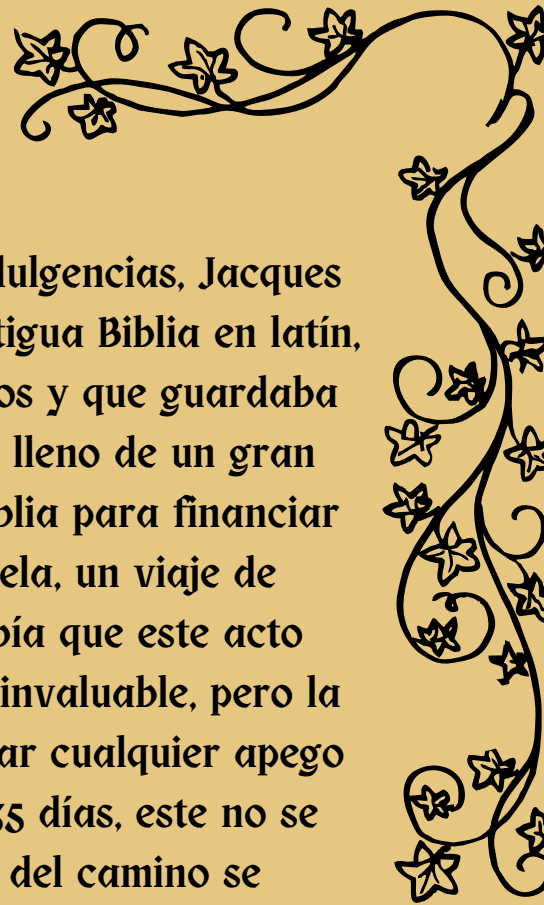 dulgencias, Jacques
tigua Biblia en latín,
os y que guardaba
lleno de un gran
blia para financiar
ela, un viaje de
bía que este acto
invaluable, pero la
ar cualquier apego
35 días, este no se
del camino se